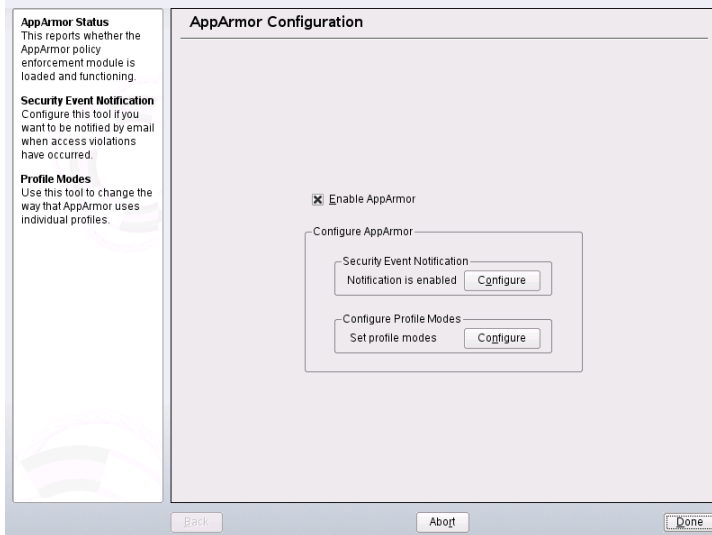 AppArmor Status
This reports whether the
AppArmor policy
enforcement module is
loaded and functioning.
Security Event Notification
Configure this tool if you
want to be notified by email
when access violations
have occurred.
Profile Modes
Use this tool to change the
way that AppArmor uses
individual profiles.
AppArmor Configuration
Enable AppArmor
Configure AppArmor
Security Event Notification
Notification is enabled Configure
Configure Profile Modes
Set profile modes Configure
Back Abort Done